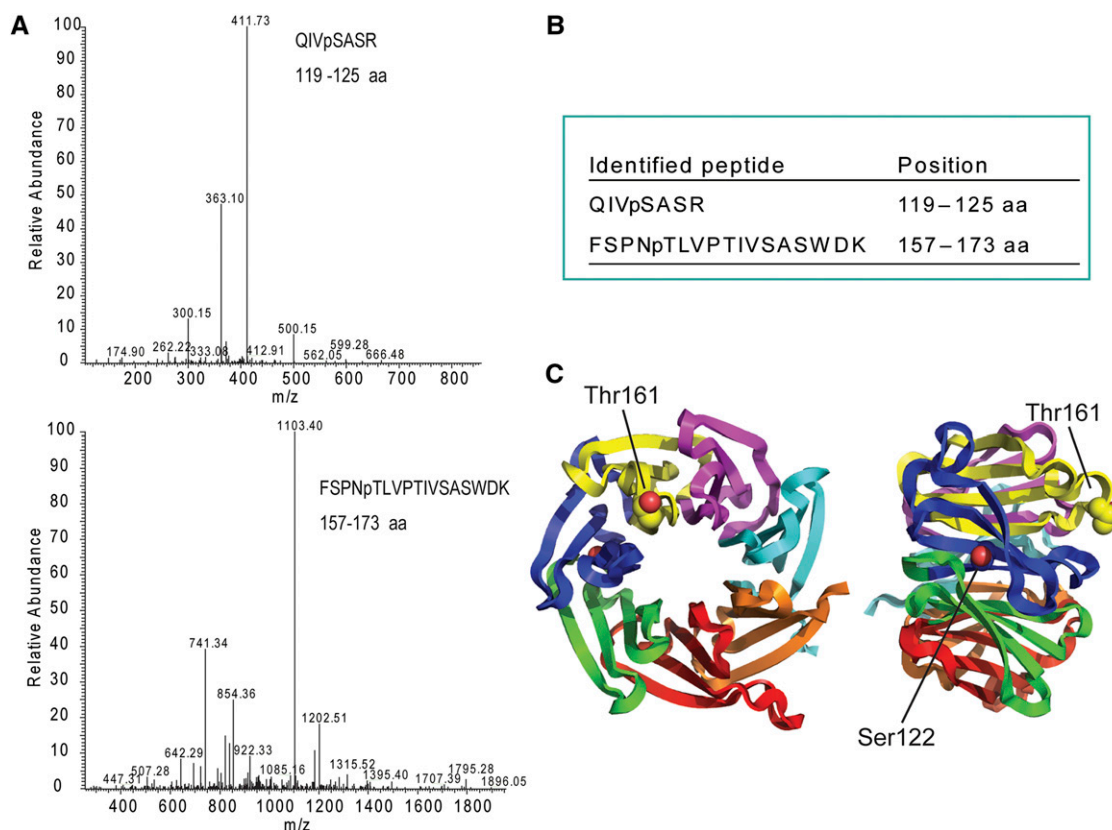 A
QIVpSASR
119 -125 aa
Relative Abundance
100
90
80
70
60
50
40
30
20
10
0
411.73
363.10
300.15
500.15
174.90
262.22
333.08
412.91
562.05
599.28
666.48
200 300 400 500 600 700 800
m/z
FSPNpTLVPTIVSASWDK
157-173 aa
Relative Abundance
100
90
80
70
60
50
40
30
20
10
0
1103.40
741.34
854.36
1202.51
642.29
922.33
447.31
507.28
1085.16
1315.52
1395.40
1707.39
1795.28
1896.05
400 600 800 1000 1200 1400 1600 1800
m/z
B
Identified peptide Position
QIVpSASR 119–125 aa
FSPNpTLVPTIVSASWDK 157–173 aa
C
Thr161
Thr161
Ser122